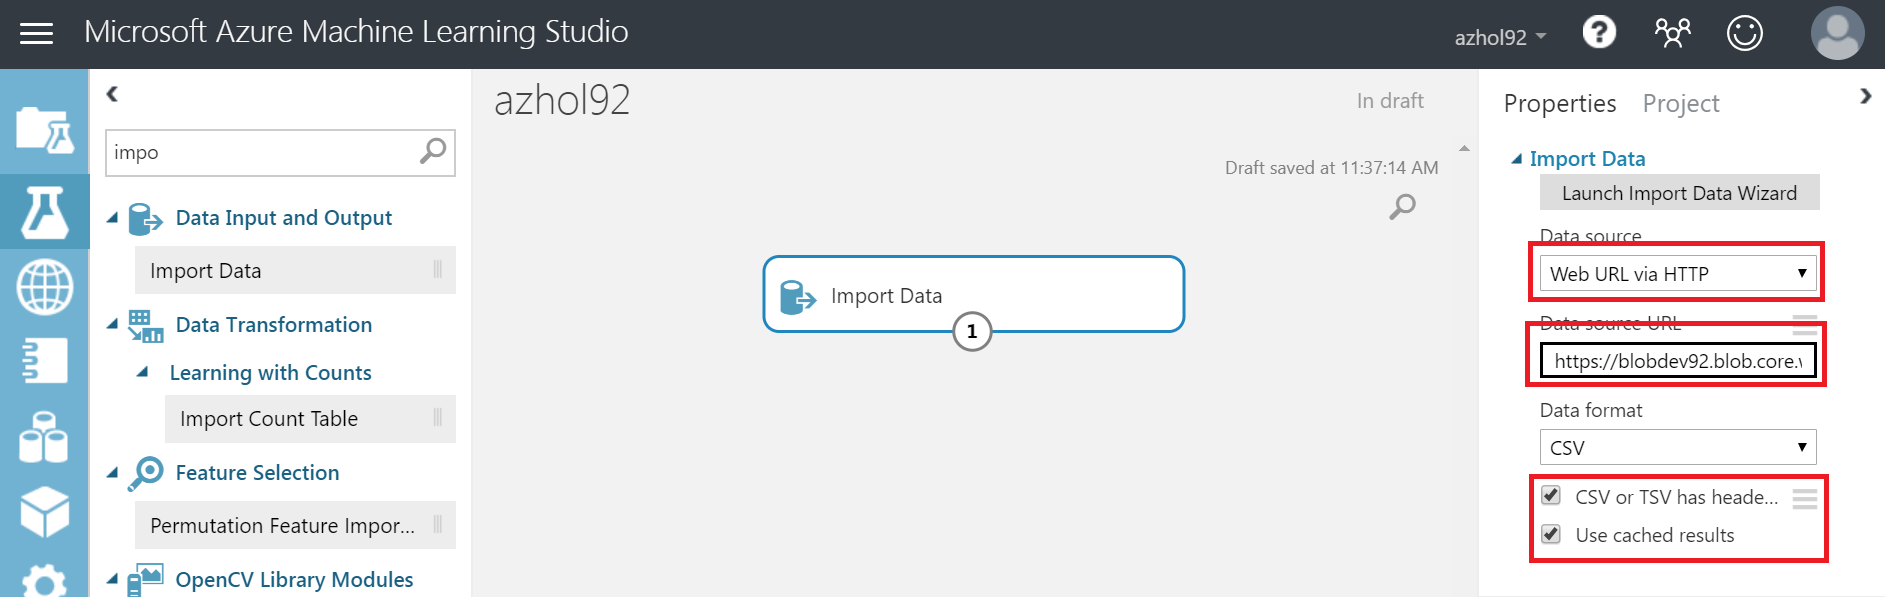 Microsoft Azure Machine Learning Studio
azhol92
?
impo
Data Input and Output
Import Data
Data Transformation
Learning with Counts
Import Count Table
Feature Selection
Permutation Feature Impor...
OpenCV Library Modules
azhol92
In draft
Draft saved at 11:37:14 AM
Import Data
1
Properties
Project
Import Data
Launch Import Data Wizard
Data source
Web URL via HTTP
Data source URL
https://blobdev92.blob.core.w
Data format
CSV
CSV or TSV has heade...
Use cached results